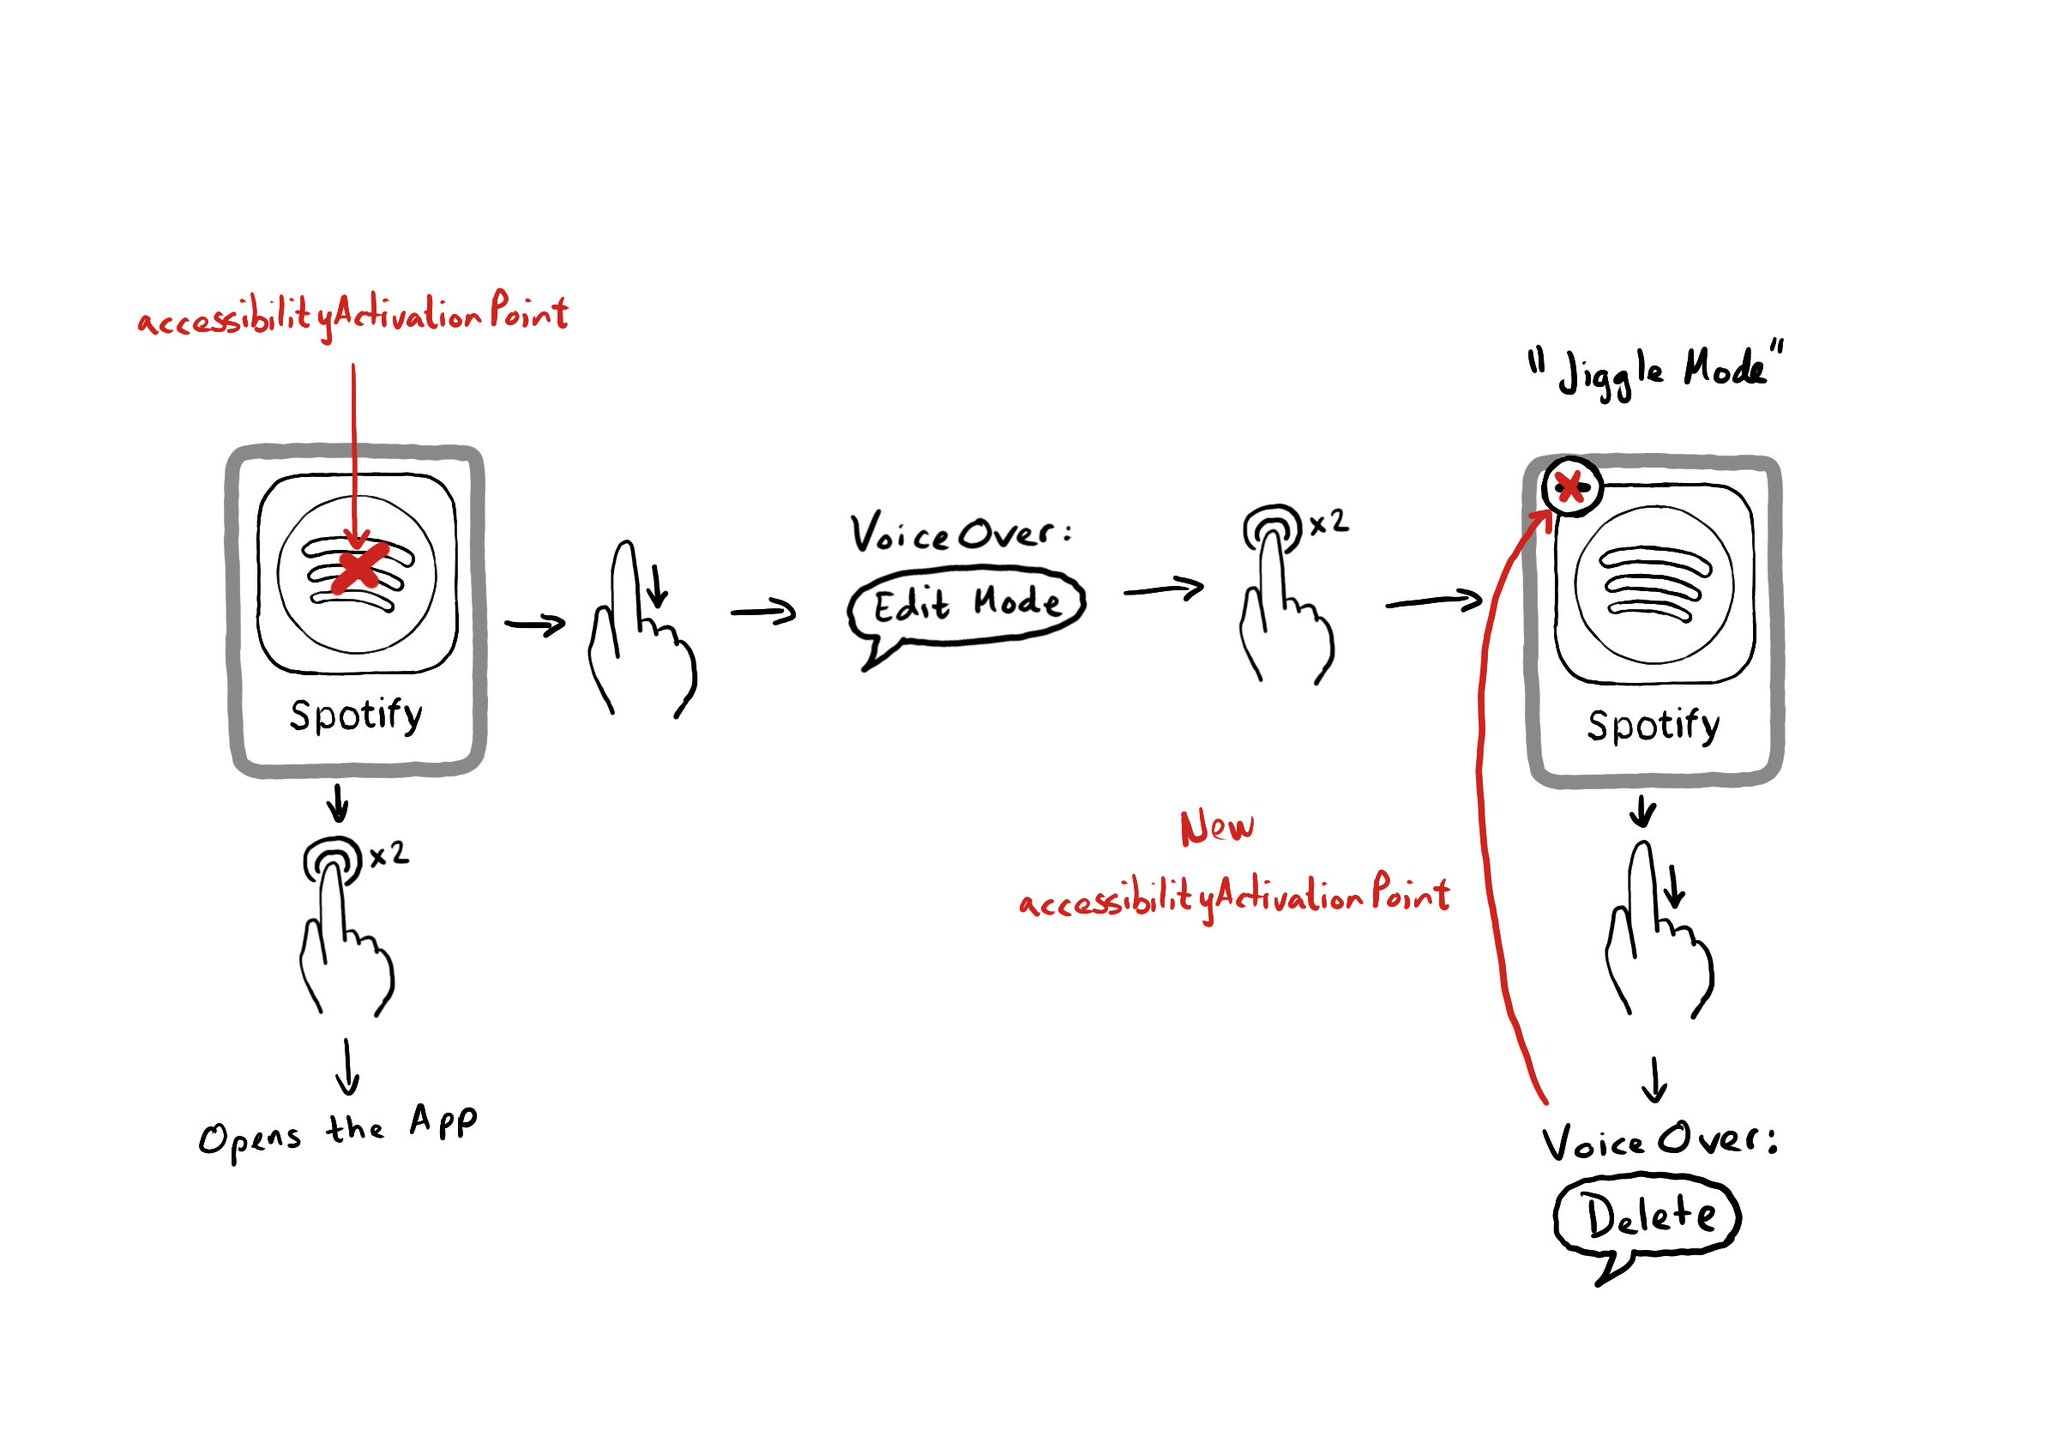 accessibilityActivationPoint
Spotify
x2
Opens the App
VoiceOver:
Edit Mode
x2
"Jiggle Mode"
Spotify
New
accessibilityActivationPoint
VoiceOver:
Delete